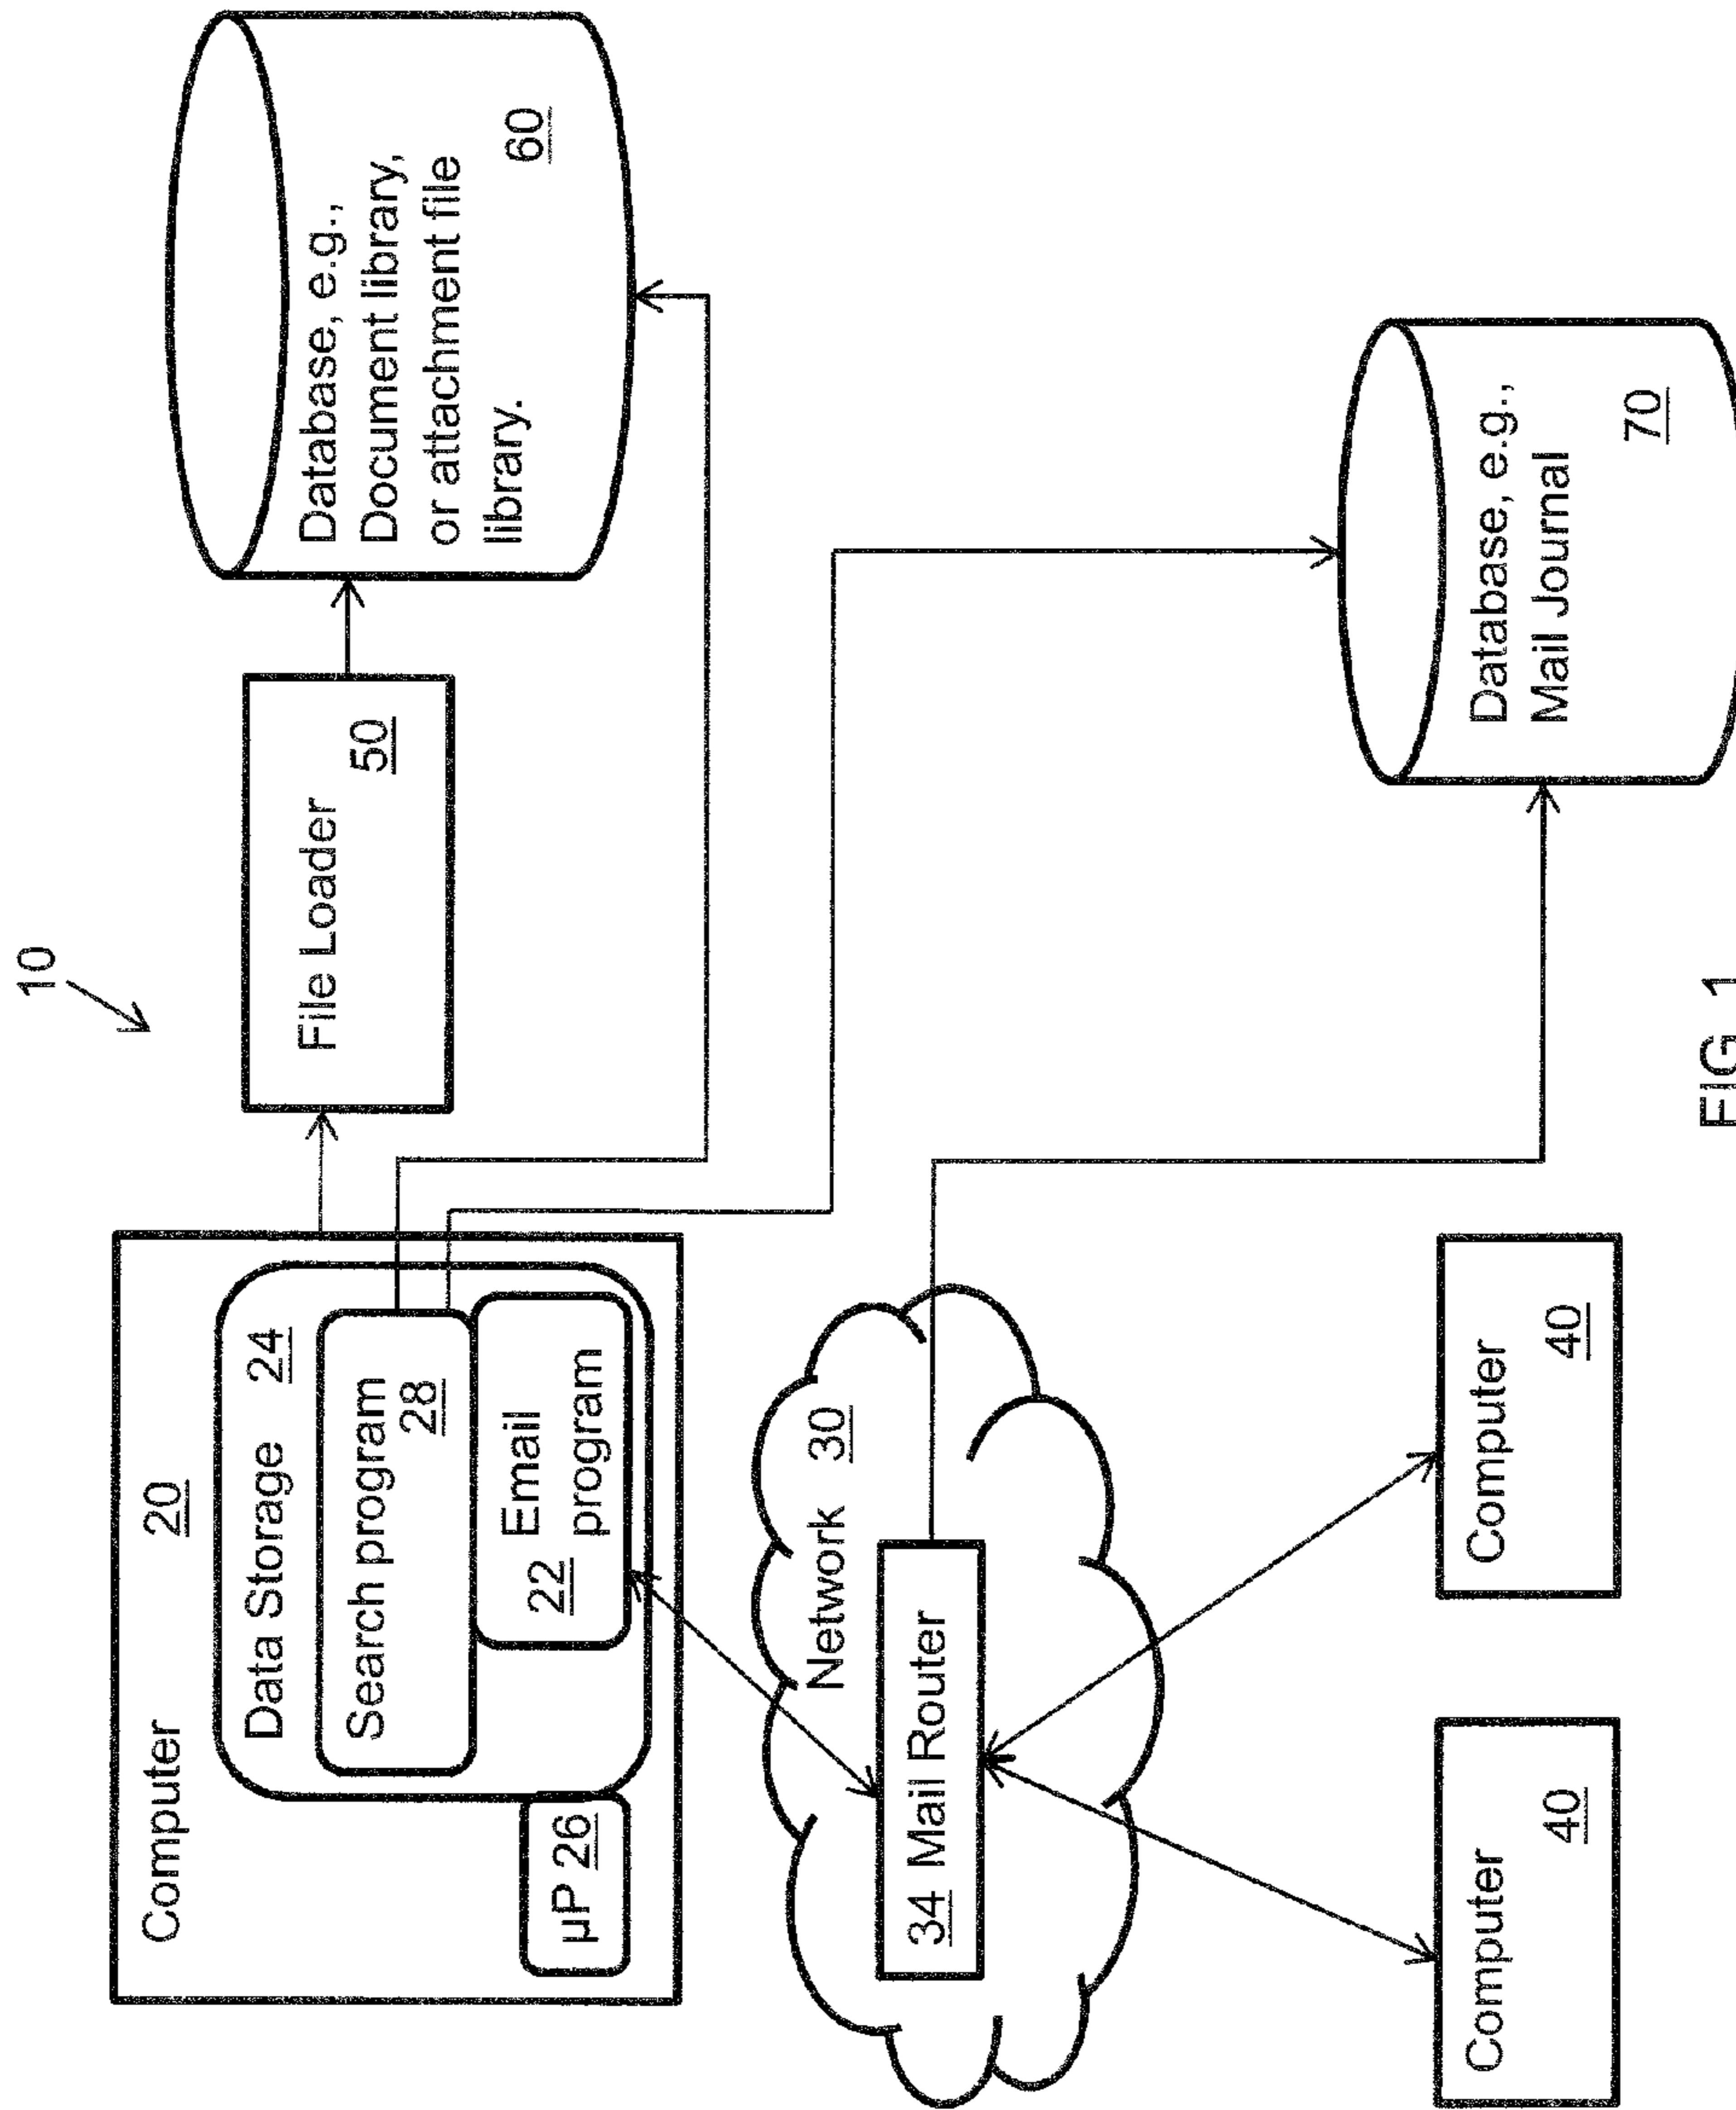 10
Computer
20
Data Storage 24
Search program
28
Email
22 program
µP 26
File Loader
50
Database, e.g.,
Document library,
or attachment file
library.
60
Network 30
34 Mail Router
Database, e.g.,
Mail Journal
70
Computer
40
Computer
40
FIG. 1